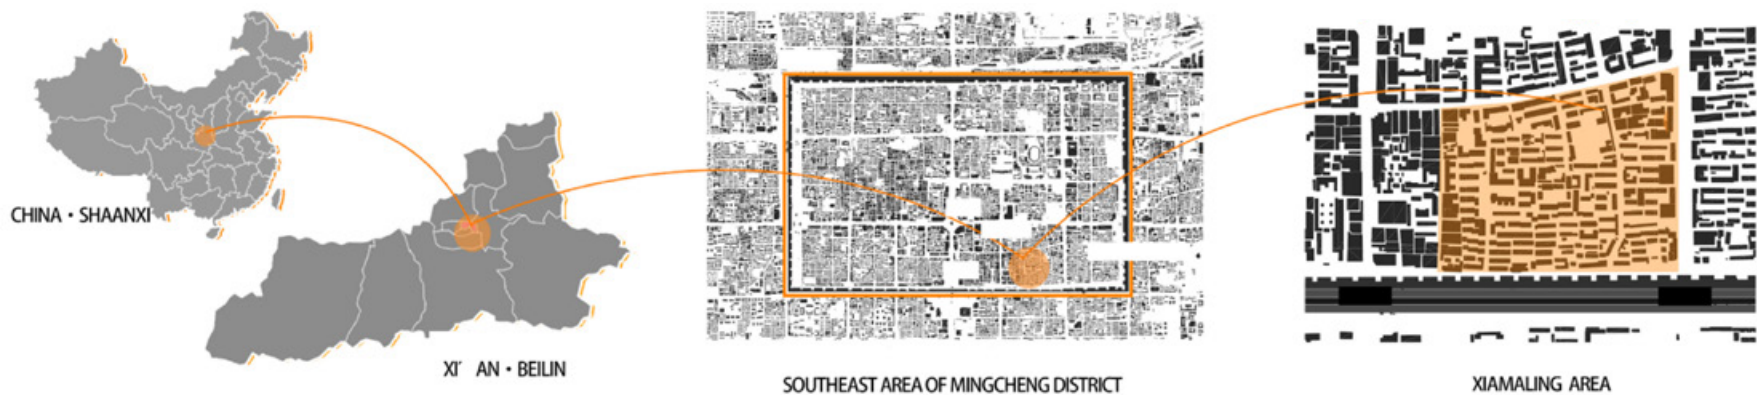 CHINA・SHAANXI
XI' AN・BEILIN
SOUTHEAST AREA OF MINGCHENG DISTRICT
XIAMALING AREA